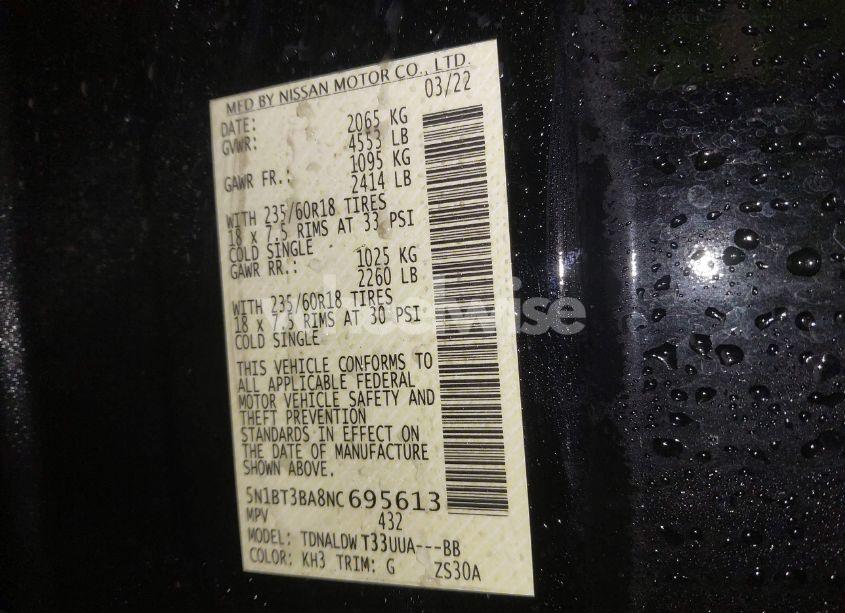 MFD BY NISSAN MOTOR CO., LTD.
DATE: 03/22
GVWR: 2065 KG
4553 LB
GAWR FR.: 1095 KG
2414 LB
WITH 235/60R18 TIRES
18 x 7.5 RIMS AT 33 PSI
COLD SINGLE
GAWR RR.: 1025 KG
2260 LB
WITH 235/60R18 TIRES
18 x 7.5 RIMS AT 30 PSI
COLD SINGLE
THIS VEHICLE CONFORMS TO
ALL APPLICABLE FEDERAL
MOTOR VEHICLE SAFETY AND
THEFT PREVENTION
STANDARDS IN EFFECT ON
THE DATE OF MANUFACTURE
SHOWN ABOVE.
5N1BT3BA8NC695613
MPV 432
MODEL: TDNALDW T33UUA---BB
COLOR: KH3 TRIM: G ZS30A